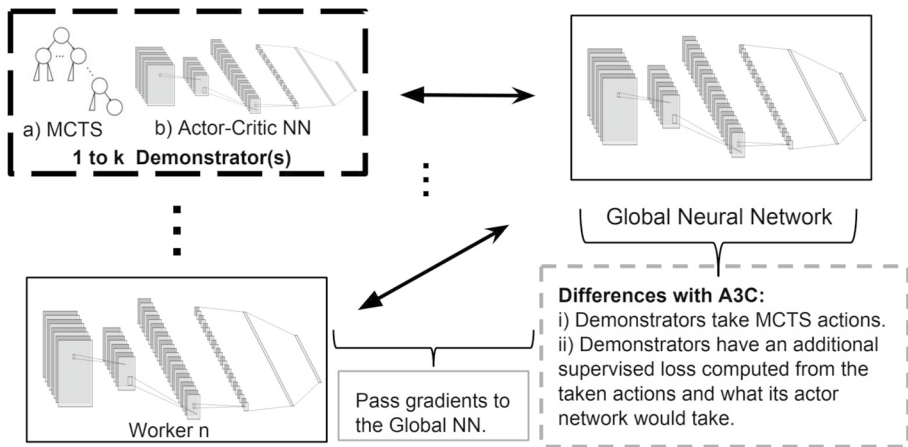 a) MCTS
b) Actor-Critic NN
1 to k Demonstrator(s)
Global Neural Network
Worker n
Pass gradients to
the Global NN.
Differences with A3C:
i) Demonstrators take MCTS actions.
ii) Demonstrators have an additional
supervised loss computed from the
taken actions and what its actor
network would take.